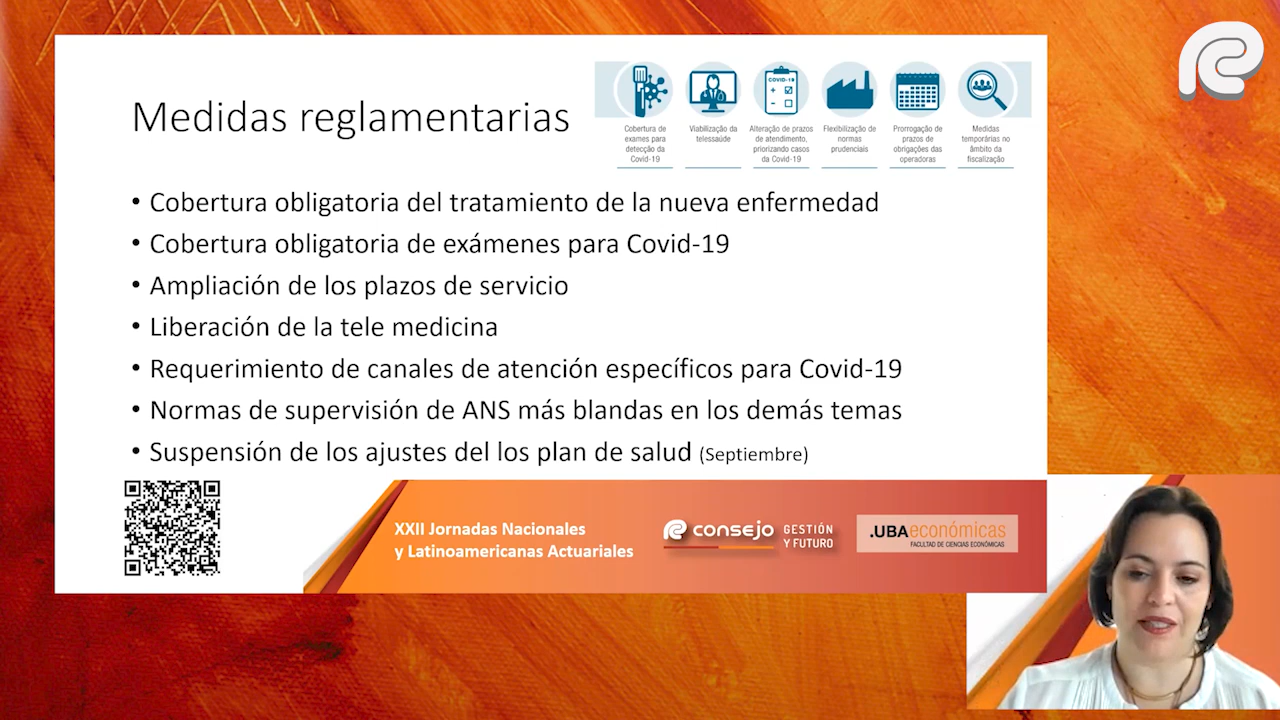 Medidas reglamentarias
Cobertura de
exames para
detecção da
Covid-19
Viabilização da
telessaúde
COVID-19
Alteração de prazos
de atendimento,
priorizando casos
da Covid-19
Flexibilização de
normas
prudenciais
Prorrogação de
prazos de
obrigações das
operadoras
Medidas
temporárias no
âmbito da
fiscalização
• Cobertura obligatoria del tratamiento de la nueva enfermedad
• Cobertura obligatoria de exámenes para Covid-19
• Ampliación de los plazos de servicio
• Liberación de la tele medicina
• Requerimiento de canales de atención específicos para Covid-19
• Normas de supervisión de ANS más blandas en los demás temas
• Suspensión de los ajustes del los plan de salud (Septiembre)
XXII Jornadas Nacionales
y Latinoamericanas Actuariales
consejo
GESTIÓN
Y FUTURO
.UBAeconómicas
FACULTAD DE CIENCIAS ECONÓMICAS